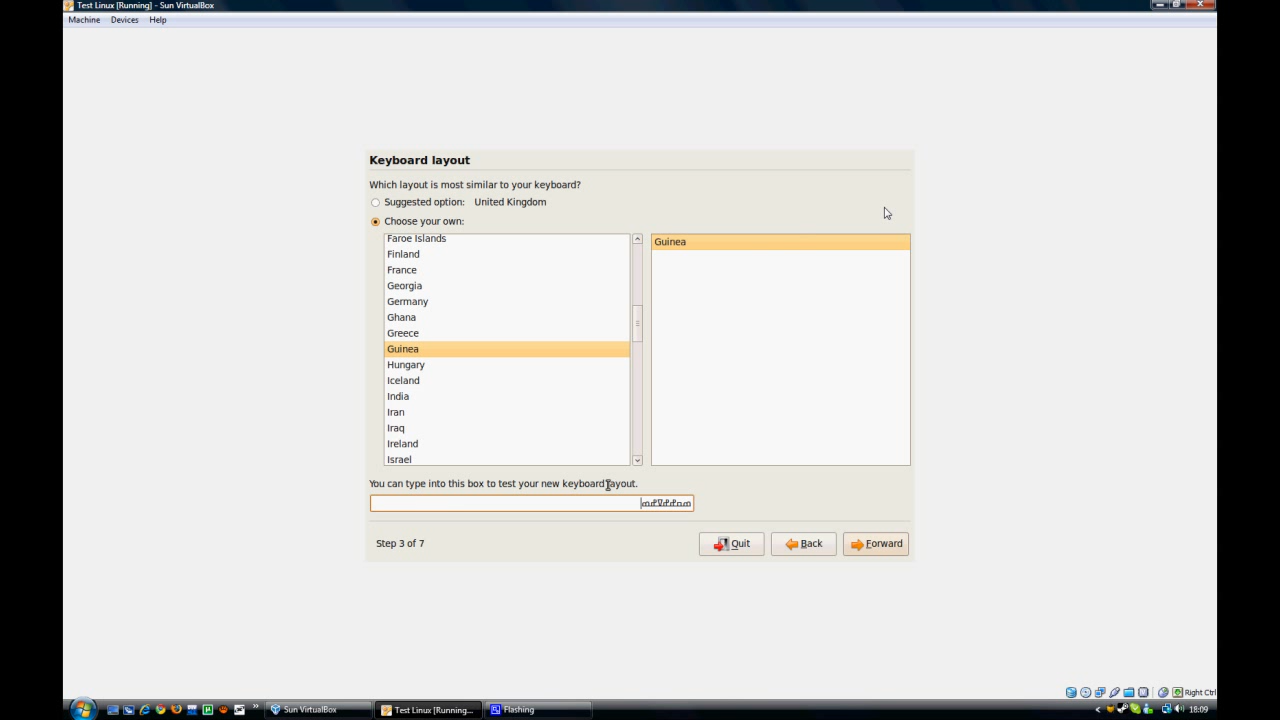 Test Linux [Running] - Sun VirtualBox
Machine Devices Help
Keyboard layout
Which layout is most similar to your keyboard?
Suggested option: United Kingdom
Choose your own:
Faroe Islands
Finland
France
Georgia
Germany
Ghana
Greece
Guinea
Hungary
Iceland
India
Iran
Iraq
Ireland
Israel
Guinea
You can type into this box to test your new keyboard layout.
Step 3 of 7
Quit
Back
Forward
Right Ctrl
Sun VirtualBox
Test Linux [Running...
Flashing
18:09